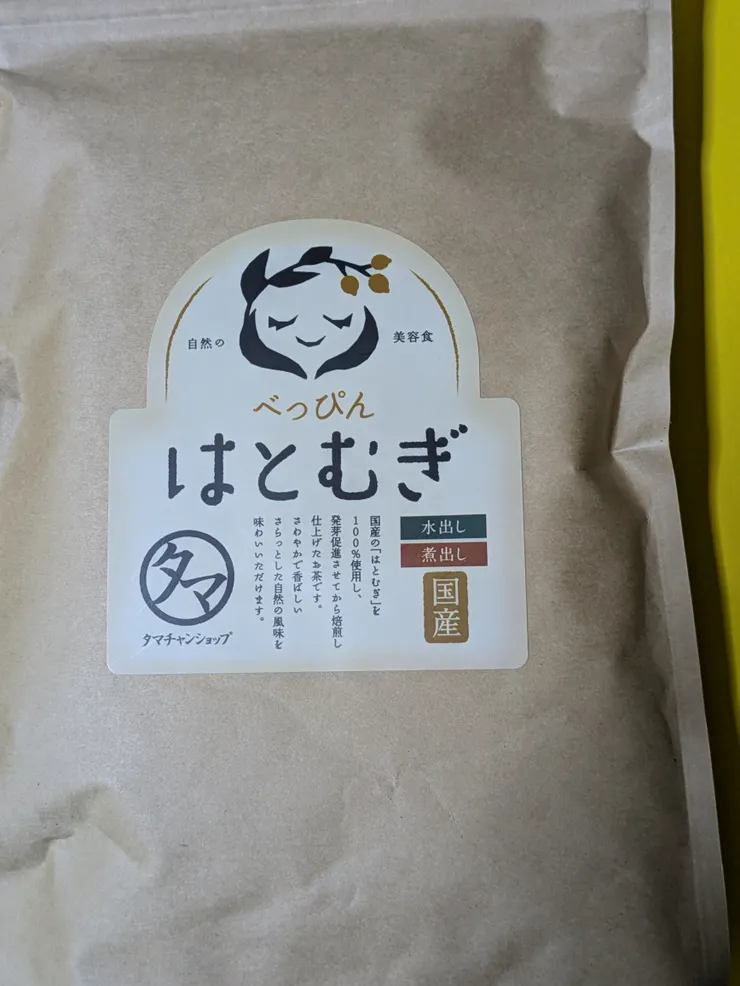 自然の
美容食
べっぴん
はとむぎ
水出し
煮出し
国産
国産の「はとむぎ」を
100%使用し、
発芽促進させてから焙煎し
仕上げたお茶です。
さわやかで香ばしい
さらっとした自然の風味を
味わいいただけます。
タマ
タマチャンショップ